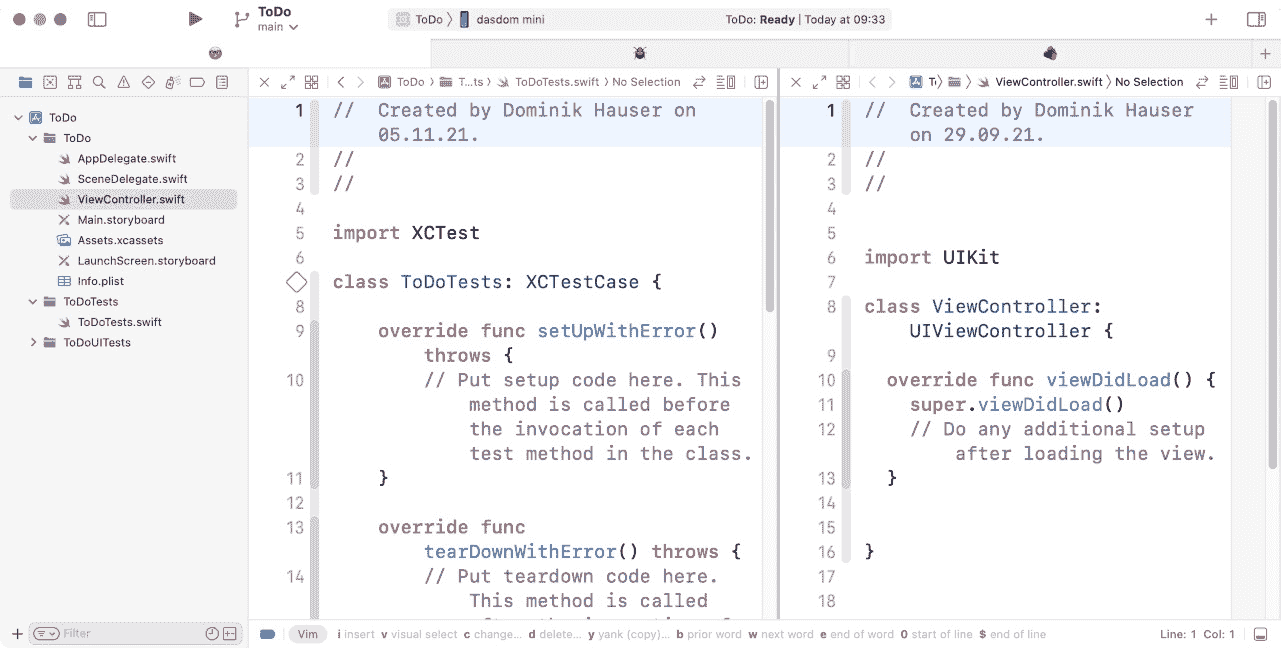 ToDo
main
ToDo
dasdom mini
ToDo: Ready | Today at 09:33
ToDo
ToDo
AppDelegate.swift
SceneDelegate.swift
ViewController.swift
Main.storyboard
Assets.xcassets
LaunchScreen.storyboard
Info.plist
ToDoTests
ToDoTests.swift
ToDoUITests
Filter
ToDo T...ts ToDoTests.swift No Selection
1 // Created by Dominik Hauser on
05.11.21.
2 //
3 //
4
5 import XCTest
6
class ToDoTests: XCTestCase {
8
9 override func setUpWithError()
throws {
10 // Put setup code here. This
method is called before
the invocation of each
test method in the class.
11 }
12
13 override func
tearDownWithError() throws {
14 // Put teardown code here.
This method is called
ViewController.swift No Selection
1 // Created by Dominik Hauser
on 29.09.21.
2 //
3 //
4
5
6 import UIKit
7
8 class ViewController:
UIViewController {
9
10 override func viewDidLoad() {
11 super.viewDidLoad()
12 // Do any additional setup
after loading the view.
13 }
14
15
16 }
17
18
Vim i insert v visual select c change... d delete... y yank (copy)... b prior word w next word e end of word 0 start of line $ end of line
Line: 1 Col: 1